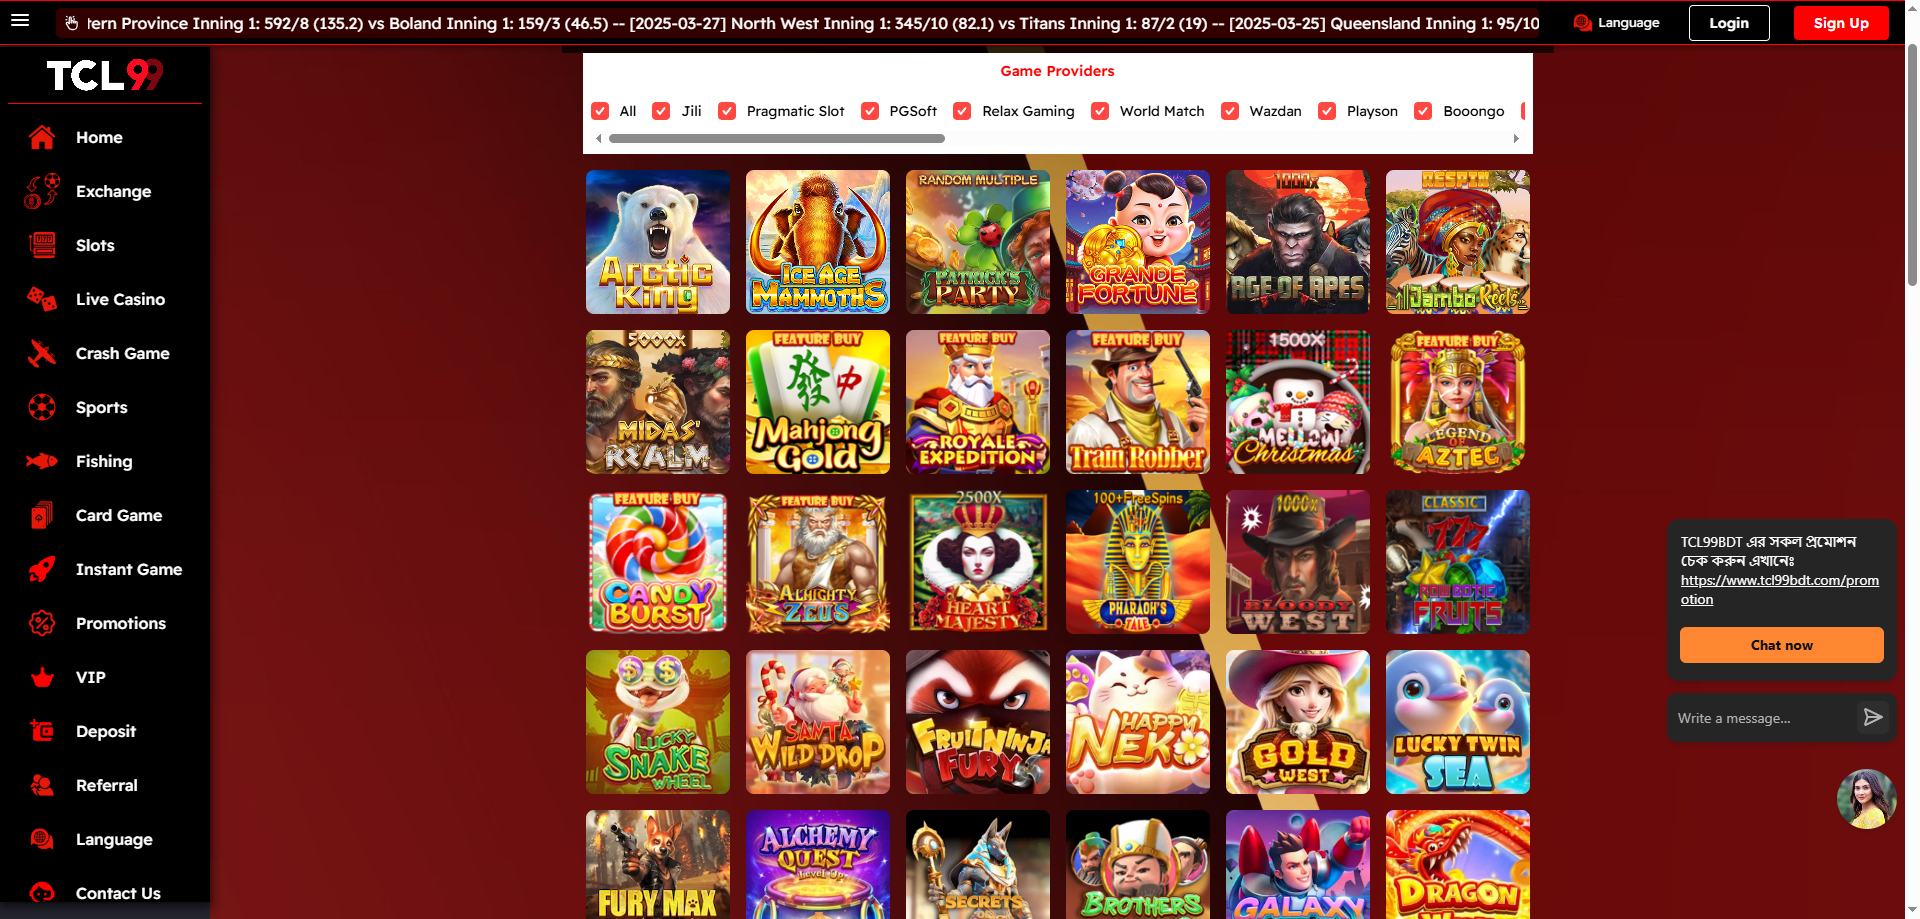 ern Province Inning 1: 592/8 (135.2) vs Boland Inning 1: 159/3 (46.5) -- [2025-03-27] North West Inning 1: 345/10 (82.1) vs Titans Inning 1: 87/2 (19) -- [2025-03-25] Queensland Inning 1: 95/10
Language
Login
Sign Up
TCL99
Home
Exchange
Slots
Live Casino
Crash Game
Sports
Fishing
Card Game
Instant Game
Promotions
VIP
Deposit
Referral
Language
Contact Us
Game Providers
All
Jili
Pragmatic Slot
PGSoft
Relax Gaming
World Match
Wazdan
Playson
Booongo
Arctic
King
ICE AGE
MAMMOTHS
RANDOM MULTIPLE
PATRICK'S
PARTY
GRANDE
FORTUNE
1000X
AGE OF APES
RESPIN
Jambo Reels
5000X
MIDAS'
REALM
FEATURE BUY
發
中
Mahjong
Gold
FEATURE BUY
ROYALE
EXPEDITION
FEATURE BUY
Train Robber
1500X
MELLOW
Christmas
FEATURE BUY
LEGEND
OF
AZTEC
FEATURE BUY
CANDY
BURST
FEATURE BUY
ALMIGHTY
ZEUS
2500X
HEART
MAJESTY
100+FreeSpins
PHARAOH'S
TALE
1000x
BLOODY
WEST
CLASSIC
777
ROBOTIC
FRUITS
$ $
LUCKY
SNAKE
WHEEL
SANTA
WILD DROP
FRUIT NINJA
FURY
HAPPY
NEKO
GOLD
WEST
LUCKY TWIN
SEA
FURY MAX
ALCHEMY
QUEST
Level Up
SECRETS
BROTHERS
GALAXY
DRAGON
TCL99BDT এর সকল প্রমোশন
চেক করুন এখানেঃ
https://www.tcl99bdt.com/prom
otion
Chat now
Write a message...